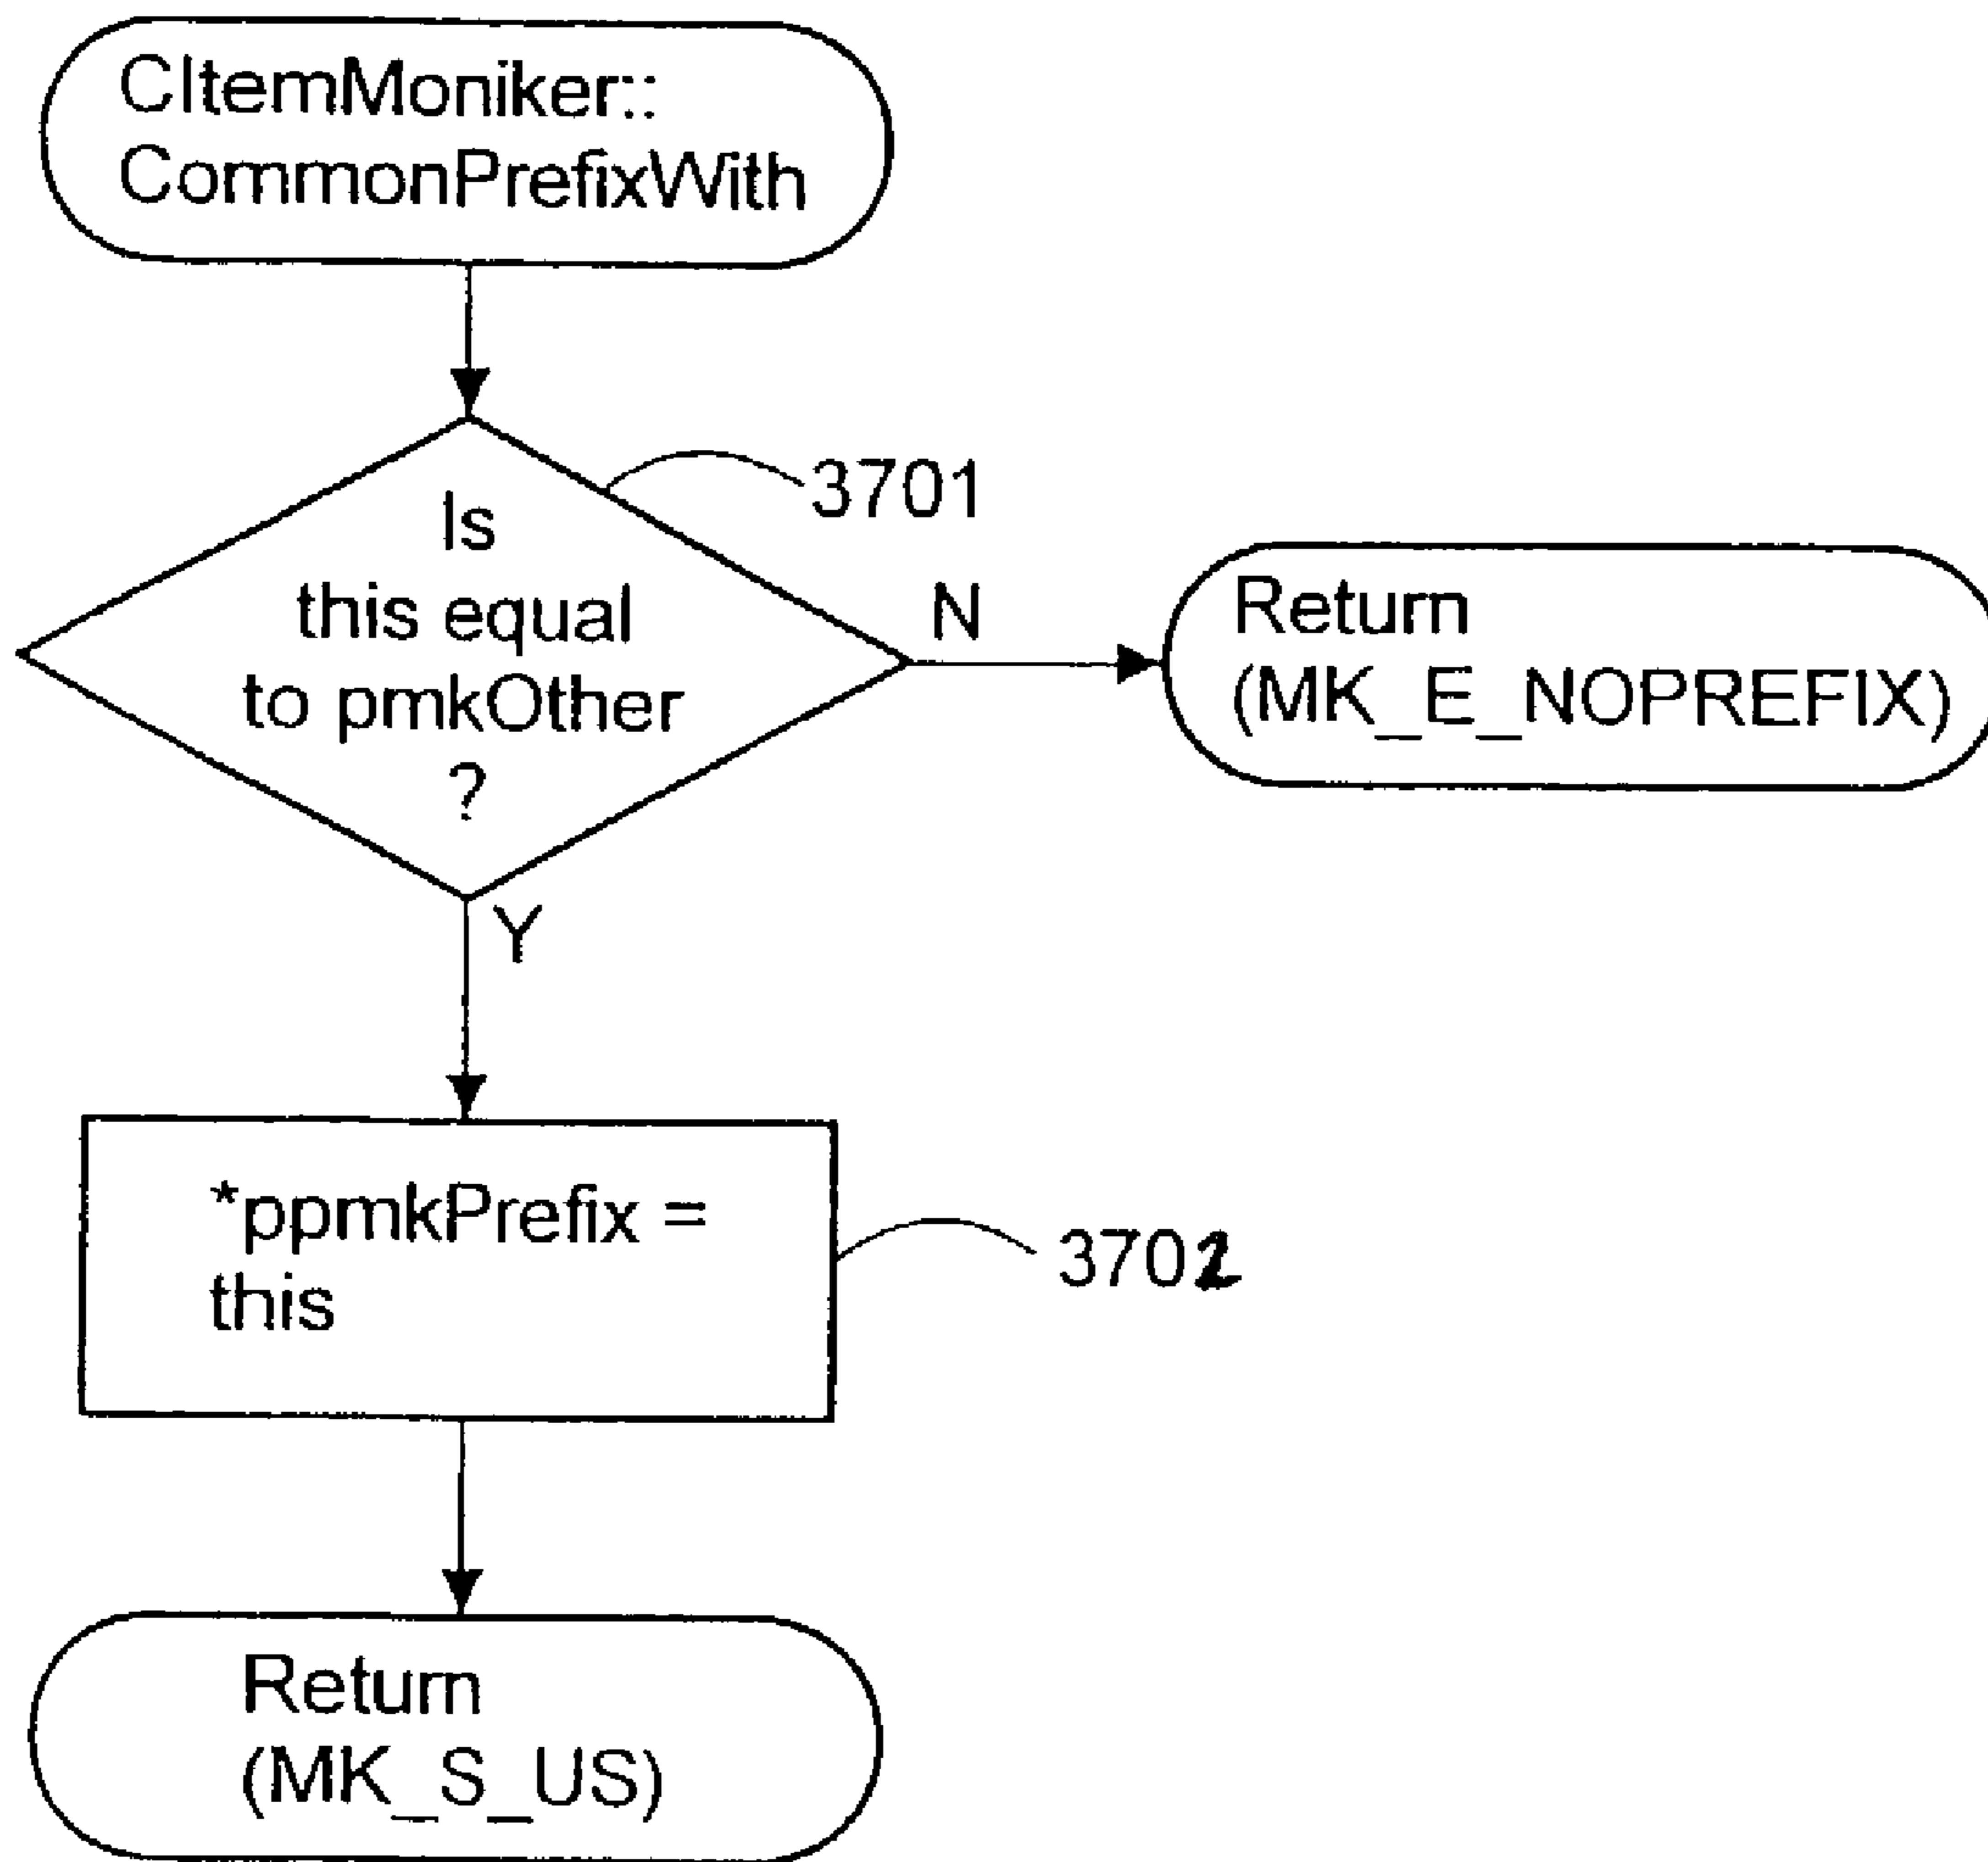 CItemMoniker::
CommonPrefixWith
3701
Is
this equal
to pmkOther
?
N
Return
(MK_E_NOPREFIX)
Y
*ppmkPrefix =
this
3702
Return
(MK_S_US)